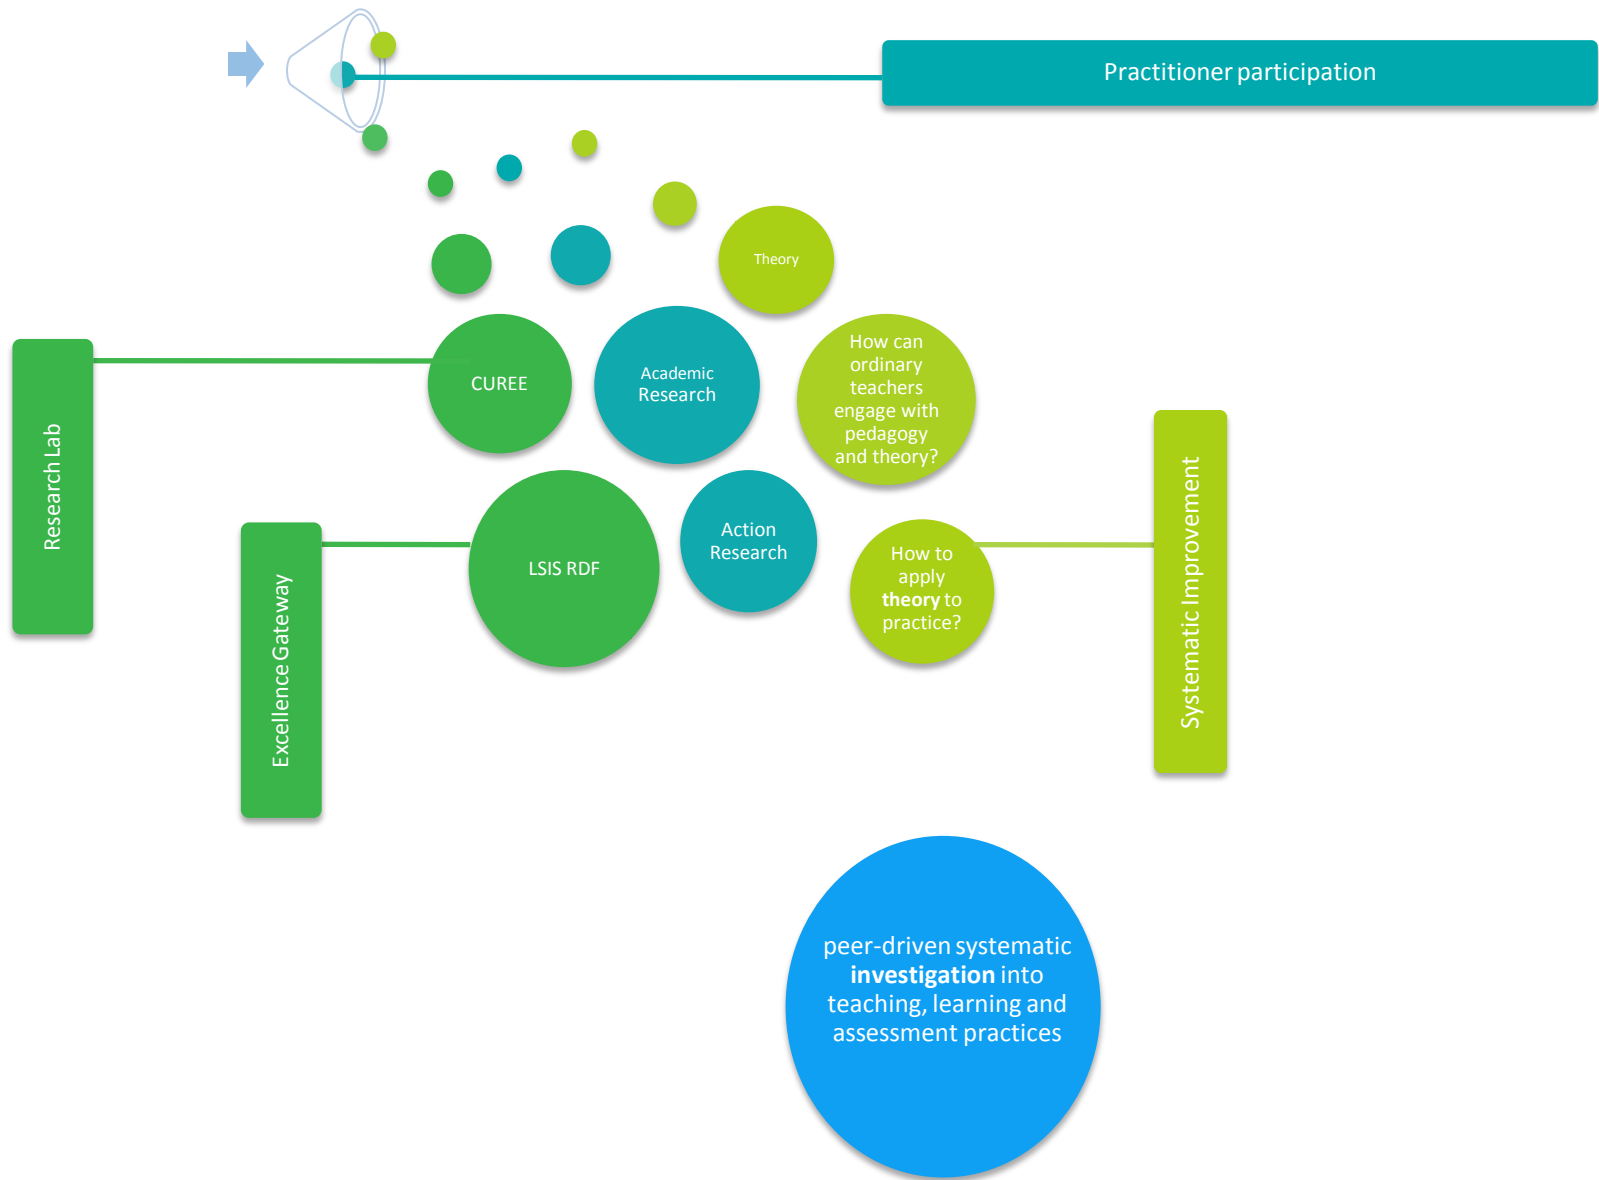 Practitioner participation
Theory
How can
ordinary
teachers
engage with
pedagogy
and theory?
CUREE
Academic
Research
Research Lab
LSIS RDF
Action
Research
How to
apply
theory to
practice?
Excellence Gateway
Systematic Improvement
peer-driven systematic
investigation into
teaching, learning and
assessment practices